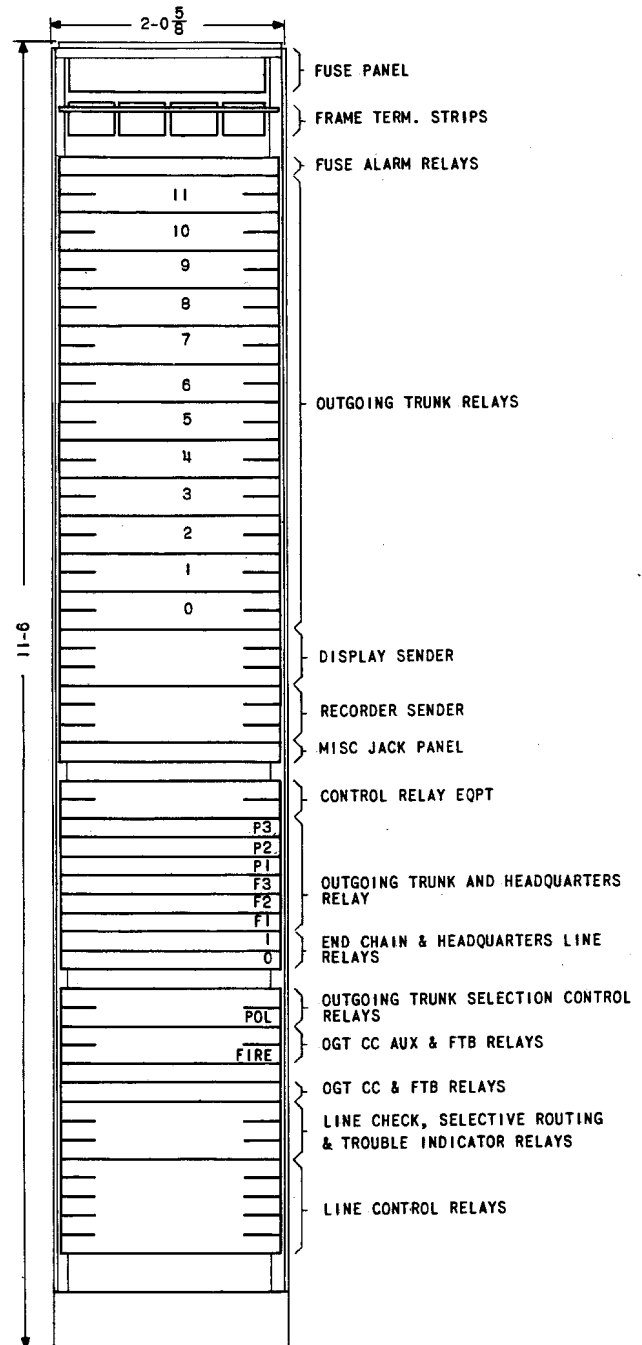 2-0 5/8
FUSE PANEL
FRAME TERM. STRIPS
FUSE ALARM RELAYS
11
10
9
8
7
6
OUTGOING TRUNK RELAYS
5
4
3
2
1
0
11-6
DISPLAY SENDER
RECORDER SENDER
MISC JACK PANEL
CONTROL RELAY EQPT
P3
P2
P1
F3
F2
F1
OUTGOING TRUNK AND HEADQUARTERS
RELAY
1
0
END CHAIN & HEADQUARTERS LINE
RELAYS
OUTGOING TRUNK SELECTION CONTROL
RELAYS
POL
OGT CC AUX & FTB RELAYS
FIRE
OGT CC & FTB RELAYS
LINE CHECK, SELECTIVE ROUTING
& TROUBLE INDICATOR RELAYS
LINE CONTROL RELAYS